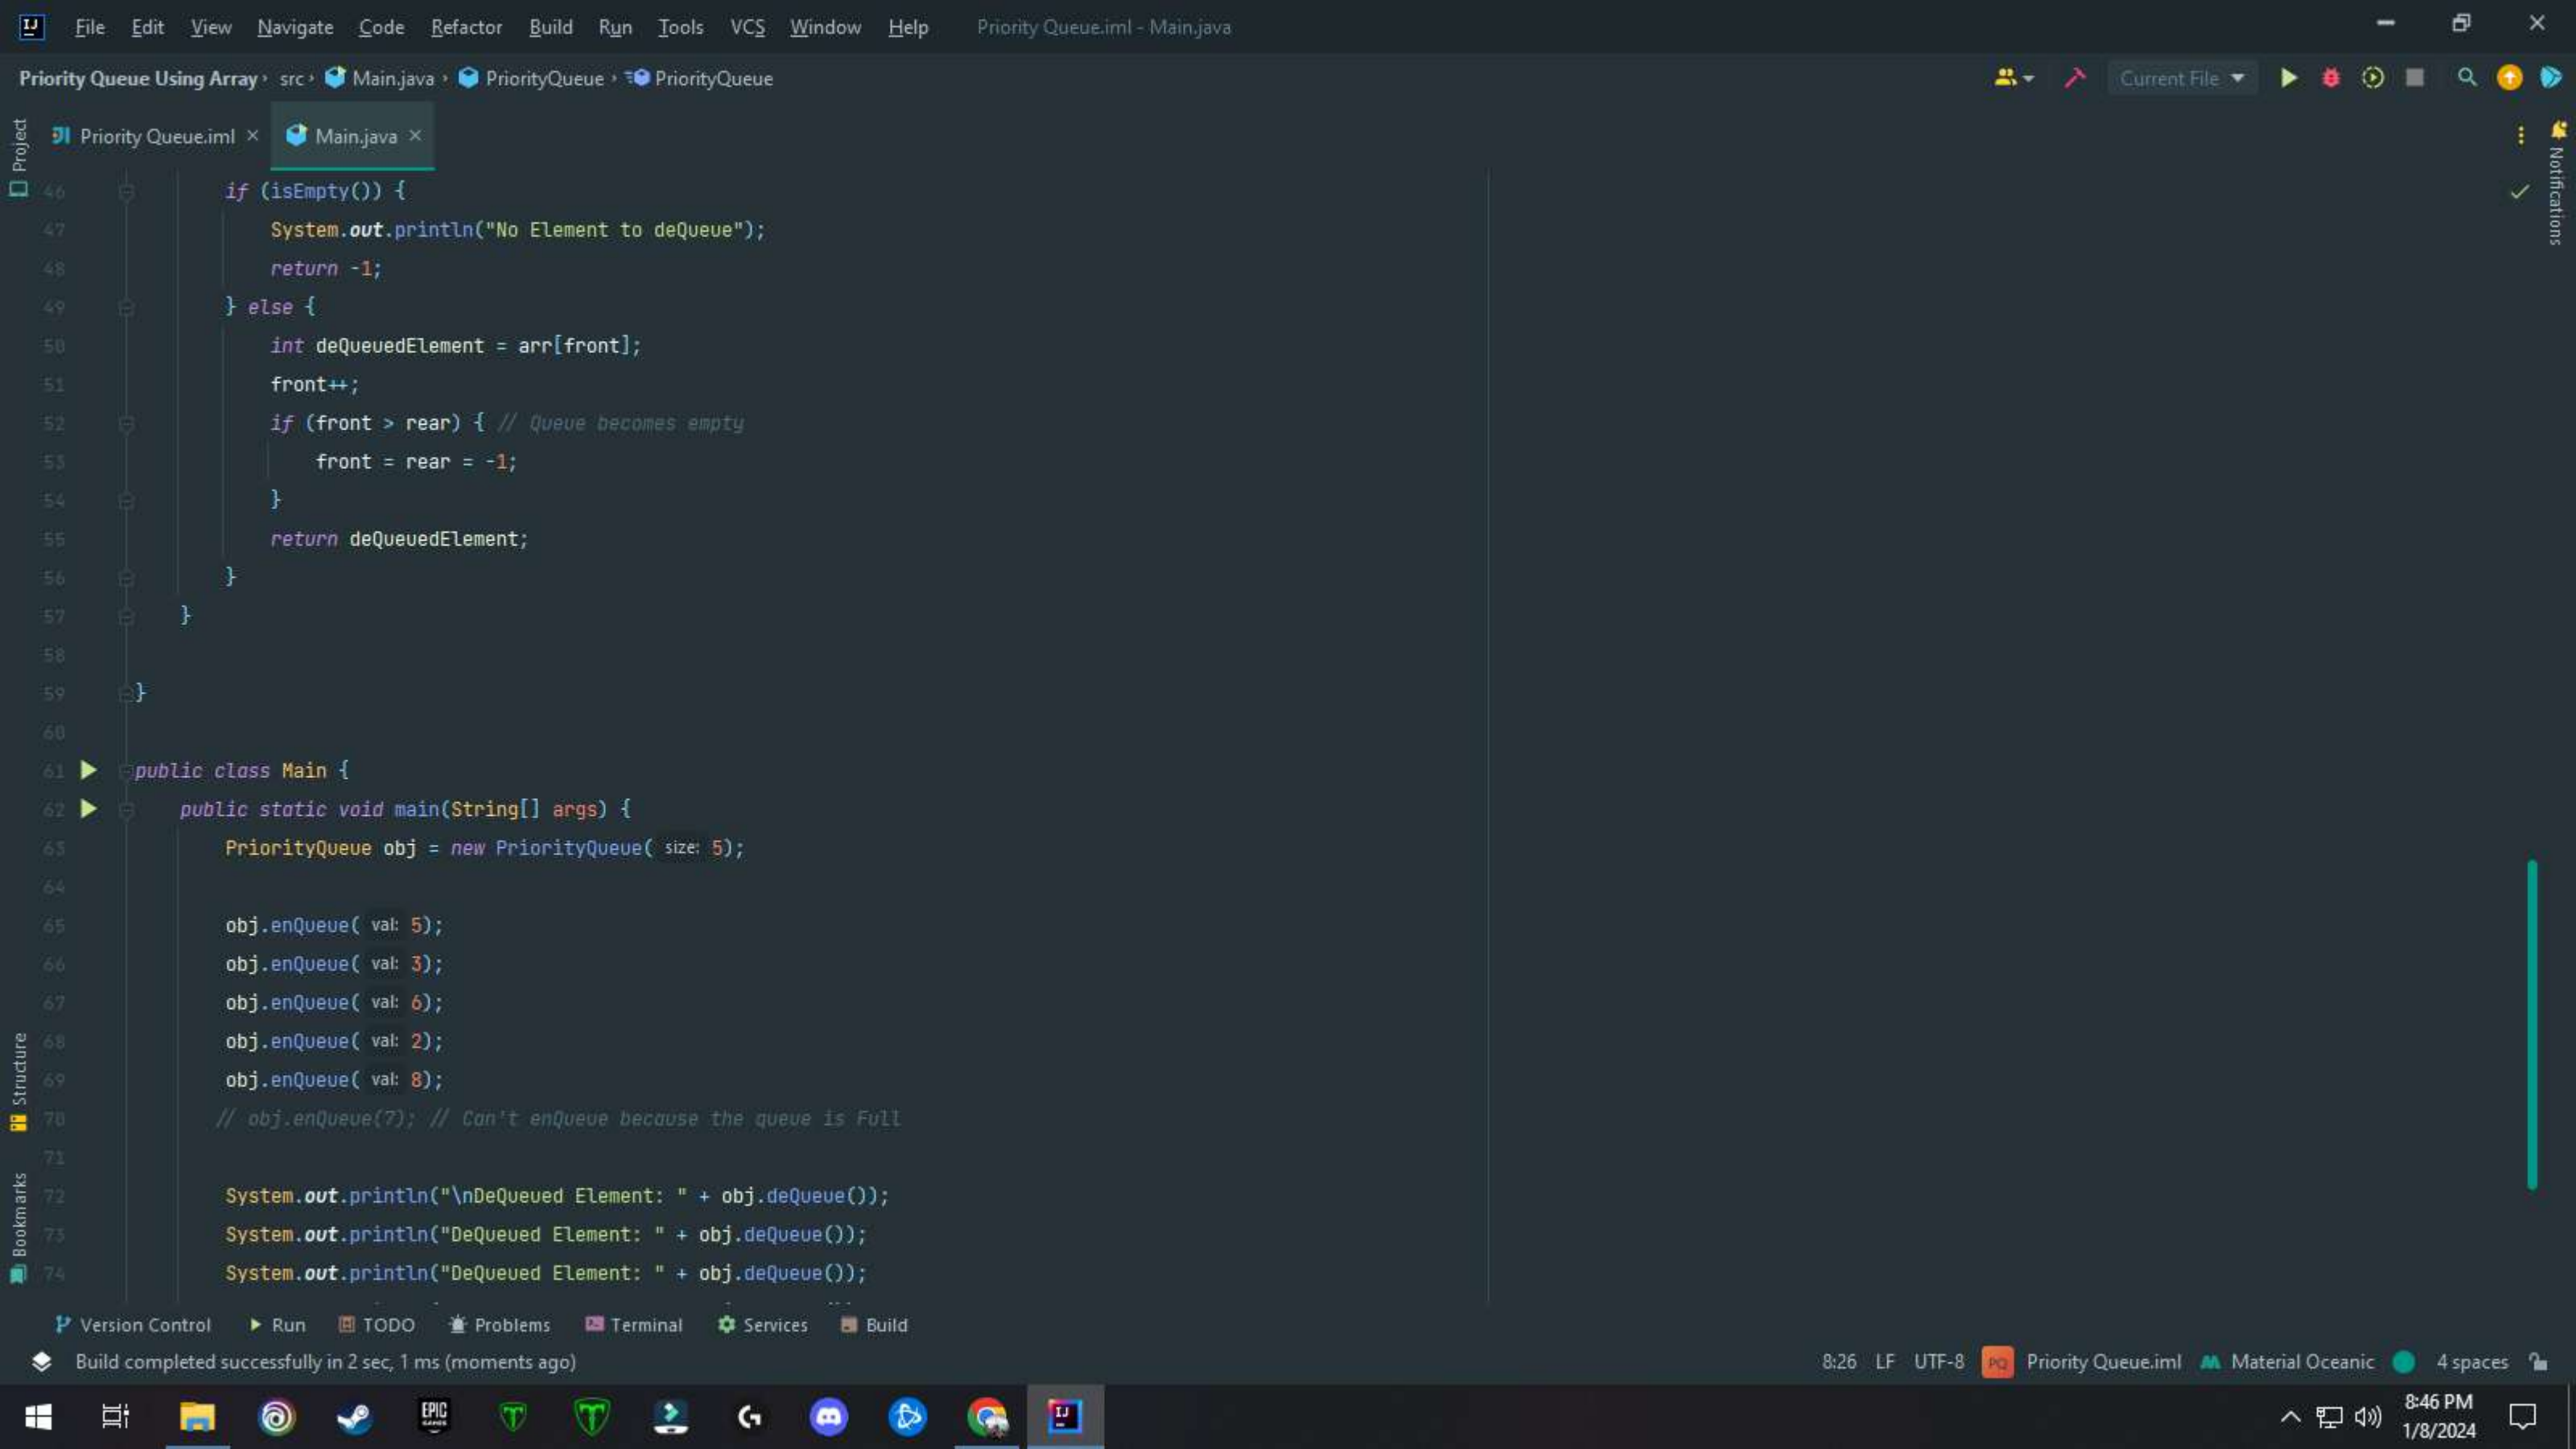 File Edit View Navigate Code Refactor Build Run Tools VCS Window Help Priority Queue.iml - Main.java
Priority Queue Using Array › src › Main.java › PriorityQueue › PriorityQueue Current File
Project Priority Queue.iml × Main.java × Notifications
46 if (isEmpty()) {
47 System.out.println("No Element to deQueue");
48 return -1;
49 } else {
50 int deQueuedElement = arr[front];
51 front++;
52 if (front > rear) { // Queue becomes empty
53 front = rear = -1;
54 }
55 return deQueuedElement;
56 }
57 }
58
59 }
60
61 public class Main {
62 public static void main(String[] args) {
63 PriorityQueue obj = new PriorityQueue( size: 5);
64
65 obj.enQueue( val: 5);
66 obj.enQueue( val: 3);
67 obj.enQueue( val: 6);
68 obj.enQueue( val: 2);
69 obj.enQueue( val: 8);
70 // obj.enQueue(7); // Can't enQueue because the queue is Full
71
72 System.out.println("\nDeQueued Element: " + obj.deQueue());
73 System.out.println("DeQueued Element: " + obj.deQueue());
74 System.out.println("DeQueued Element: " + obj.deQueue());
Structure
Bookmarks
Version Control Run TODO Problems Terminal Services Build
Build completed successfully in 2 sec, 1 ms (moments ago) 8:26 LF UTF-8 PQ Priority Queue.iml Material Oceanic 4 spaces
EPIC GAMES IJ 8:46 PM
1/8/2024